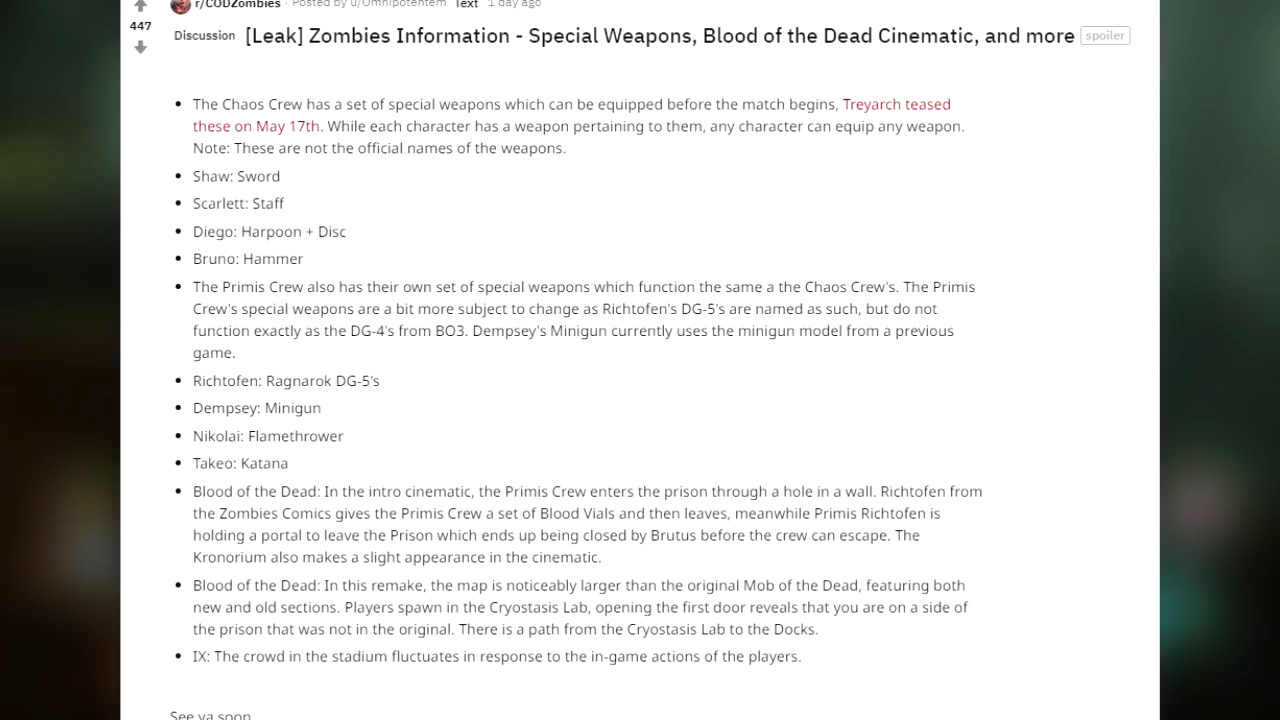 r/CODZombies · Posted by u/Omnipotentem Text 1 day ago
447
Discussion [Leak] Zombies Information - Special Weapons, Blood of the Dead Cinematic, and more spoiler
• The Chaos Crew has a set of special weapons which can be equipped before the match begins, Treyarch teased
these on May 17th. While each character has a weapon pertaining to them, any character can equip any weapon.
Note: These are not the official names of the weapons.
• Shaw: Sword
• Scarlett: Staff
• Diego: Harpoon + Disc
• Bruno: Hammer
• The Primis Crew also has their own set of special weapons which function the same a the Chaos Crew's. The Primis
Crew's special weapons are a bit more subject to change as Richtofen's DG-5's are named as such, but do not
function exactly as the DG-4's from BO3. Dempsey's Minigun currently uses the minigun model from a previous
game.
• Richtofen: Ragnarok DG-5's
• Dempsey: Minigun
• Nikolai: Flamethrower
• Takeo: Katana
• Blood of the Dead: In the intro cinematic, the Primis Crew enters the prison through a hole in a wall. Richtofen from
the Zombies Comics gives the Primis Crew a set of Blood Vials and then leaves, meanwhile Primis Richtofen is
holding a portal to leave the Prison which ends up being closed by Brutus before the crew can escape. The
Kronorium also makes a slight appearance in the cinematic.
• Blood of the Dead: In this remake, the map is noticeably larger than the original Mob of the Dead, featuring both
new and old sections. Players spawn in the Cryostasis Lab, opening the first door reveals that you are on a side of
the prison that was not in the original. There is a path from the Cryostasis Lab to the Docks.
• IX: The crowd in the stadium fluctuates in response to the in-game actions of the players.
See ya soon